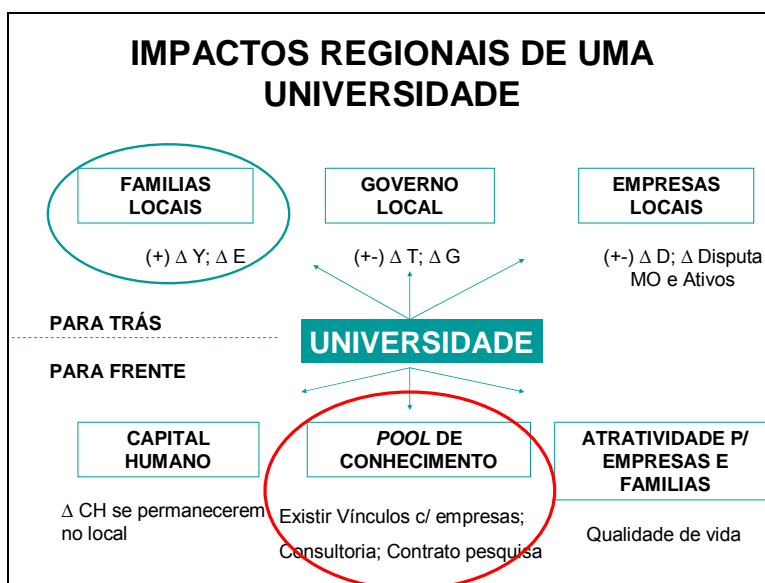 IMPACTOS REGIONAIS DE UMA
UNIVERSIDADE
FAMILIAS
LOCAIS
GOVERNO
LOCAL
EMPRESAS
LOCAIS
(+) Δ Y; Δ E
(+-) Δ T; Δ G
(+-) Δ D; Δ Disputa
MO e Ativos
PARA TRÁS
UNIVERSIDADE
PARA FRENTE
CAPITAL
HUMANO
POOL DE
CONHECIMENTO
ATRATIVIDADE P/
EMPRESAS E
FAMILIAS
Δ CH se permanecerem
no local
Existir Vínculos c/ empresas;
Consultoria; Contrato pesquisa
Qualidade de vida